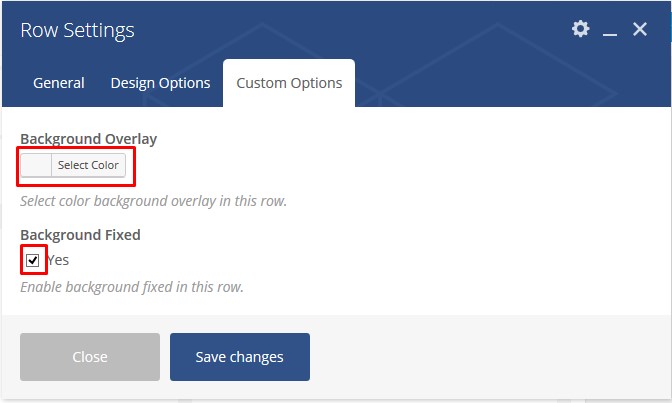 Row Settings
General Design Options Custom Options
Background Overlay
Select Color
Select color background overlay in this row.
Background Fixed
Yes
Enable background fixed in this row.
Close Save changes